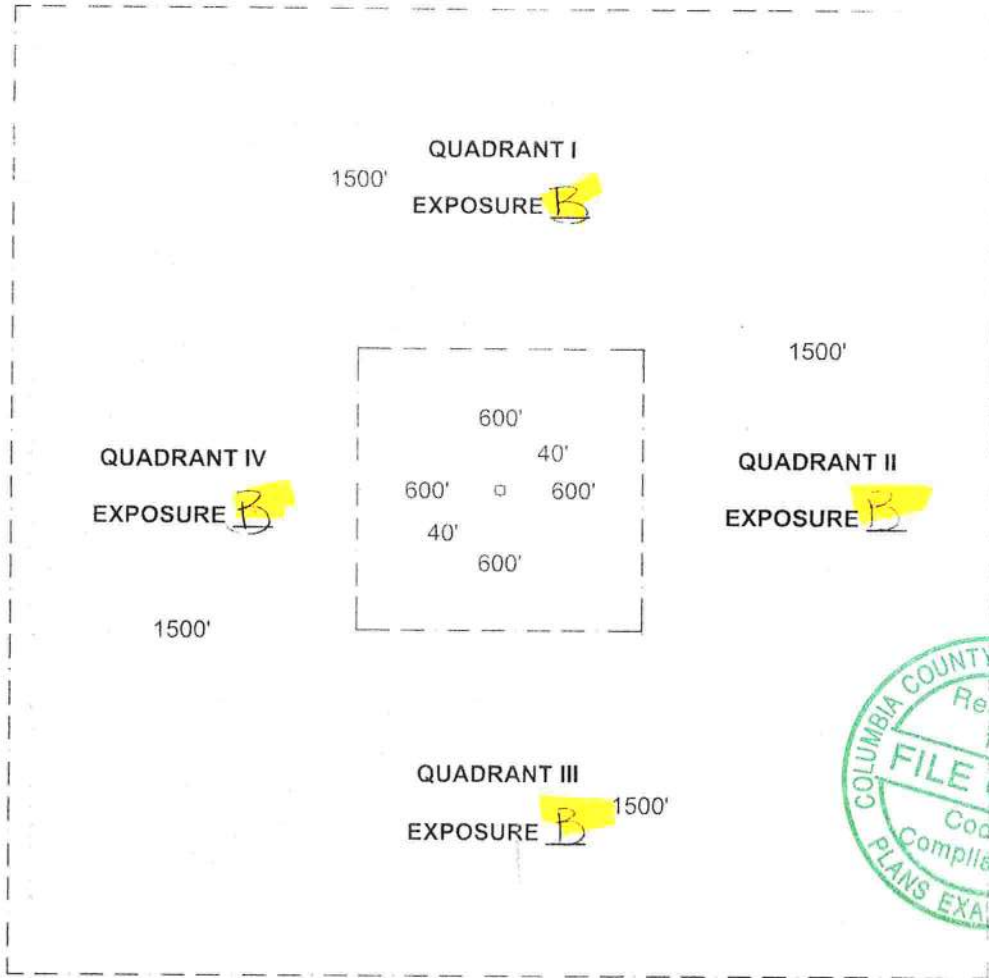 QUADRANT I
1500'
EXPOSURE B
1500'
600'
40'
QUADRANT IV
600'
600'
QUADRANT II
EXPOSURE B
EXPOSURE B
40'
600'
1500'
QUADRANT III
1500'
EXPOSURE B
COLUMBIA COUNTY
FILE
PLANS